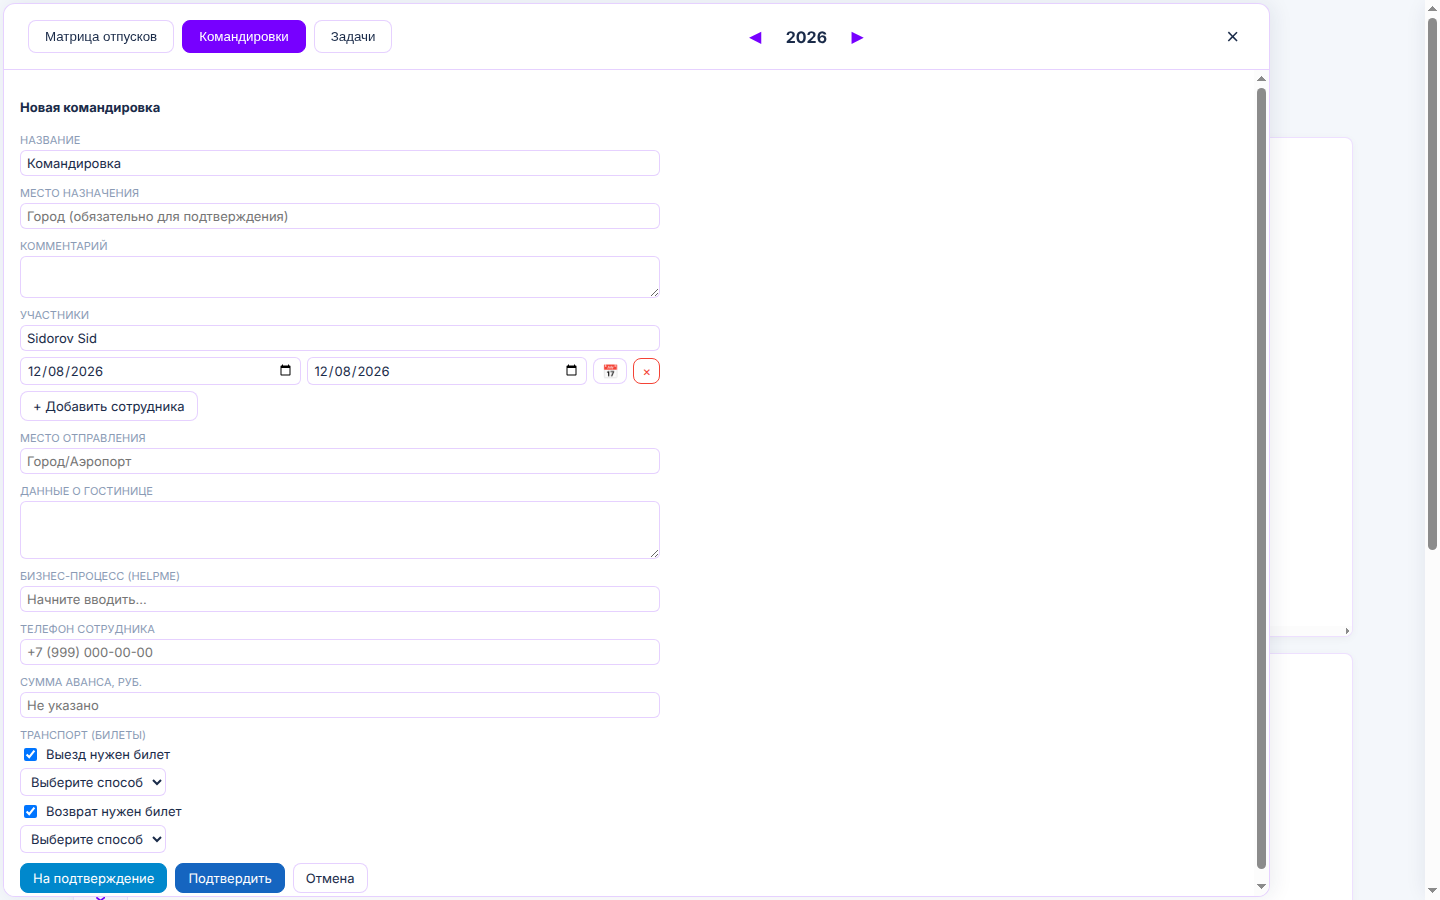 Матрица отпусков
Командировки
Задачи
◀ 2026 ▶
×
Новая командировка
НАЗВАНИЕ
Командировка
МЕСТО НАЗНАЧЕНИЯ
Город (обязательно для подтверждения)
КОММЕНТАРИЙ
УЧАСТНИКИ
Sidorov Sid
12/08/2026
12/08/2026
×
+ Добавить сотрудника
МЕСТО ОТПРАВЛЕНИЯ
Город/Аэропорт
ДАННЫЕ О ГОСТИНИЦЕ
БИЗНЕС-ПРОЦЕСС (HELPME)
Начните вводить...
ТЕЛЕФОН СОТРУДНИКА
+7 (999) 000-00-00
СУММА АВАНСА, РУБ.
Не указано
ТРАНСПОРТ (БИЛЕТЫ)
Выезд нужен билет
Выберите способ
Возврат нужен билет
Выберите способ
На подтверждение
Подтвердить
Отмена